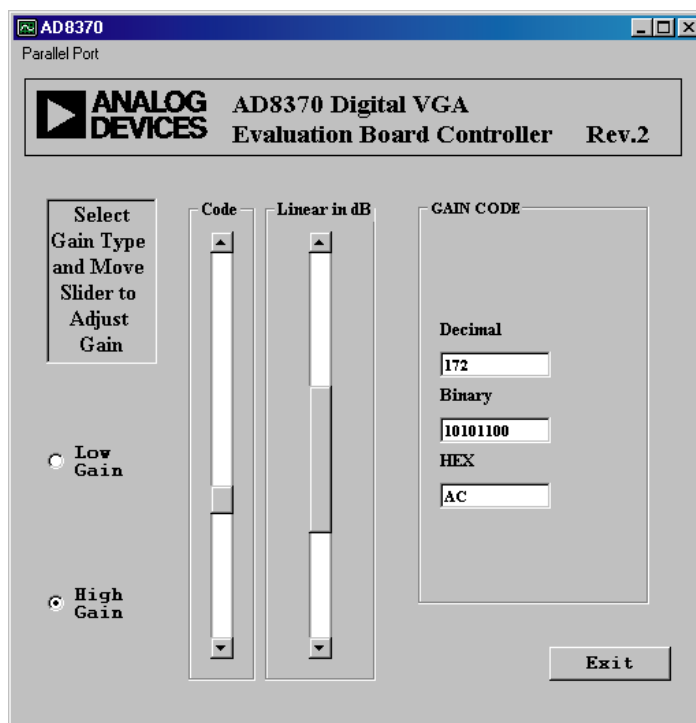 AD8370
Parallel Port
ANALOG
DEVICES
AD8370 Digital VGA
Evaluation Board Controller Rev.2
Select
Gain Type
and Move
Slider to
Adjust
Gain
Low
Gain
High
Gain
Code
Linear in dB
GAIN CODE
Decimal
172
Binary
10101100
HEX
AC
Exit